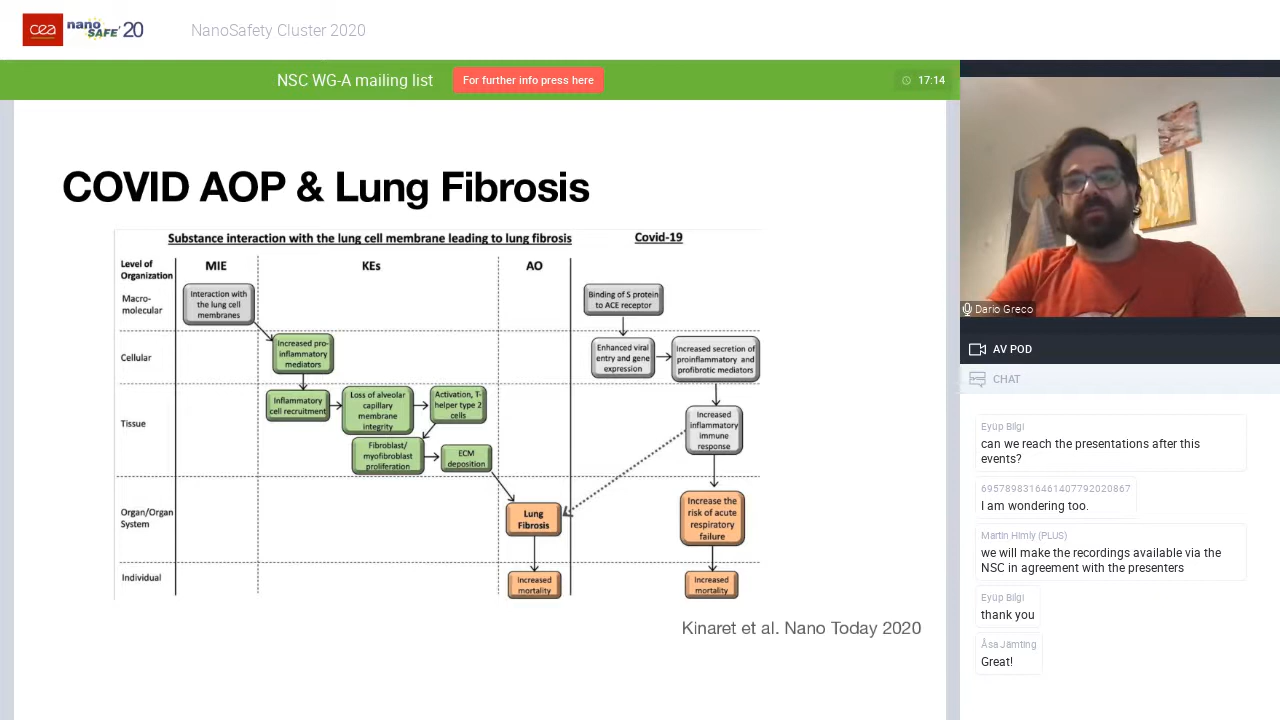 cea nano SAFE' 20
NanoSafety Cluster 2020
NSC WG-A mailing list
For further info press here
17:14
COVID AOP & Lung Fibrosis
Substance interaction with the lung cell membrane leading to lung fibrosis
Covid-19
Level of
Organization
MIE
KEs
AO
Macro-
molecular
Interaction with
the lung cell
membranes
Binding of S protein
to ACE receptor
Cellular
Increased pro-
inflammatory
mediators
Enhanced viral
entry and gene
expression
Increased secretion of
proinflammatory and
profibrotic mediators
Tissue
Inflammatory
cell recruitment
Loss of alveolar
capillary
membrane
integrity
Activation, T-
helper type 2
cells
Fibroblast/
myofibroblast
proliferation
ECM
deposition
Increased
inflammatory
immune
response
Organ/Organ
System
Lung
Fibrosis
Increase the
risk of acute
respiratory
failure
Individual
Increased
mortality
Increased
mortality
Kinaret et al. Nano Today 2020
Dario Greco
AV POD
CHAT
Eyüp Bilgi
can we reach the presentations after this
events?
6957898316461407792020867
I am wondering too.
Martin Himly (PLUS)
we will make the recordings available via the
NSC in agreement with the presenters
Eyüp Bilgi
thank you
Åsa Jämting
Great!